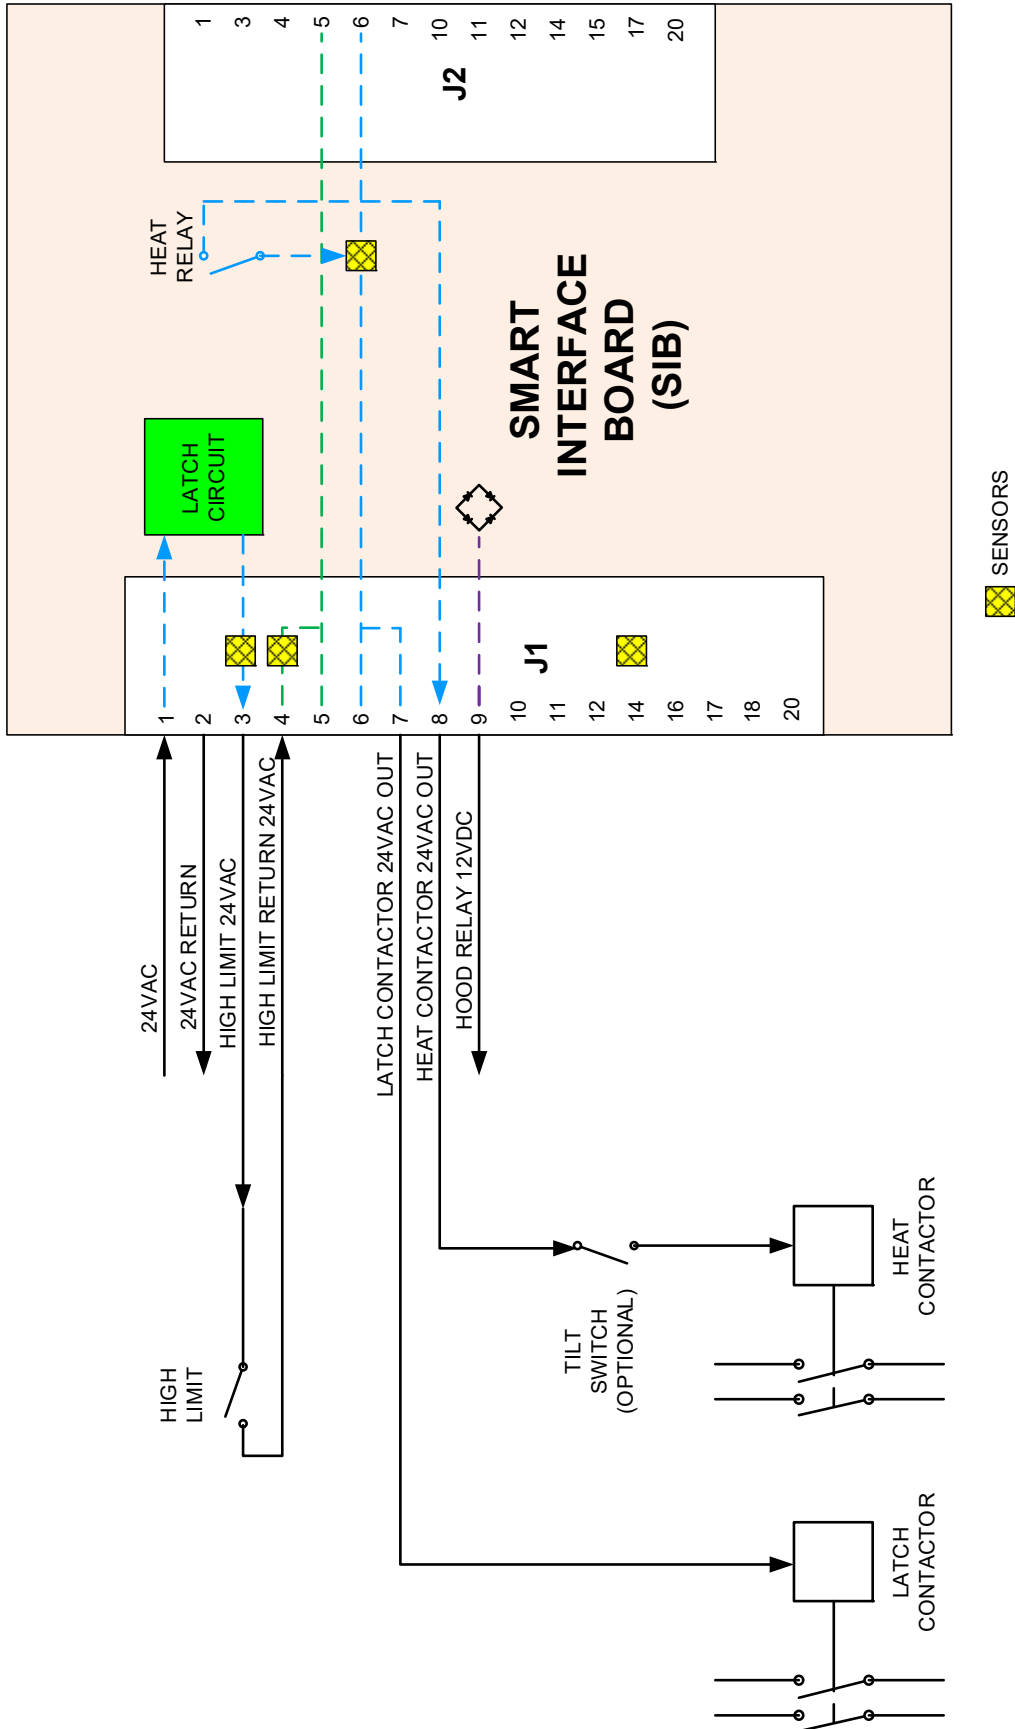 1
3
4
5
6
7
10
11
12
14
15
17
20
J2
HEAT
RELAY
SMART
INTERFACE
BOARD
(SIB)
LATCH
CIRCUIT
SENSORS
J1
1
2
3
4
5
6
7
8
9
10
11
12
14
16
17
18
20
24VAC
24VAC RETURN
HIGH LIMIT 24VAC
HIGH LIMIT RETURN 24VAC
LATCH CONTACTOR 24VAC OUT
HEAT CONTACTOR 24VAC OUT
HOOD RELAY 12VDC
HIGH
LIMIT
TILT
SWITCH
(OPTIONAL)
HEAT
CONTACTOR
LATCH
CONTACTOR